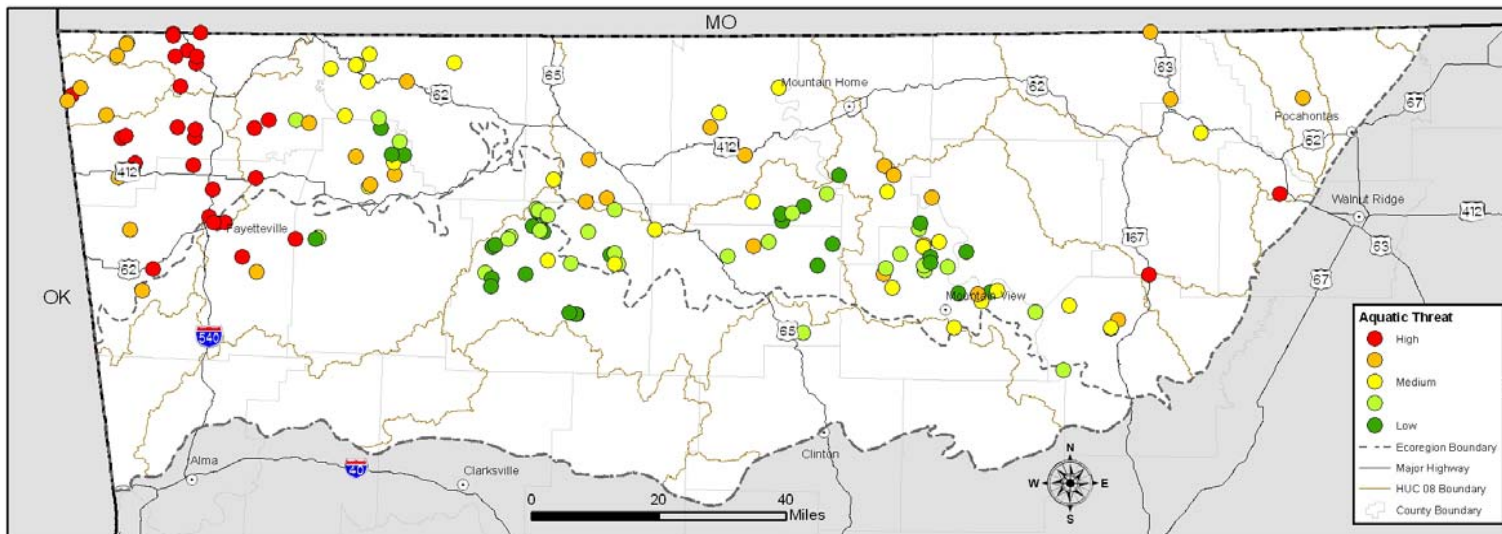 MO
65
63
Mountain Home
62
62
67
Pocahontas
62
412
412
Walnut Ridge
412
Fayetteville
63
167
62
67
OK
Mountain View
540
65
Aquatic Threat
High
Medium
Low
Ecoregion Boundary
Major Highway
HUC 08 Boundary
County Boundary
Clinton
N
W E
S
Alma
40
Clarksville
0 20 40
Miles